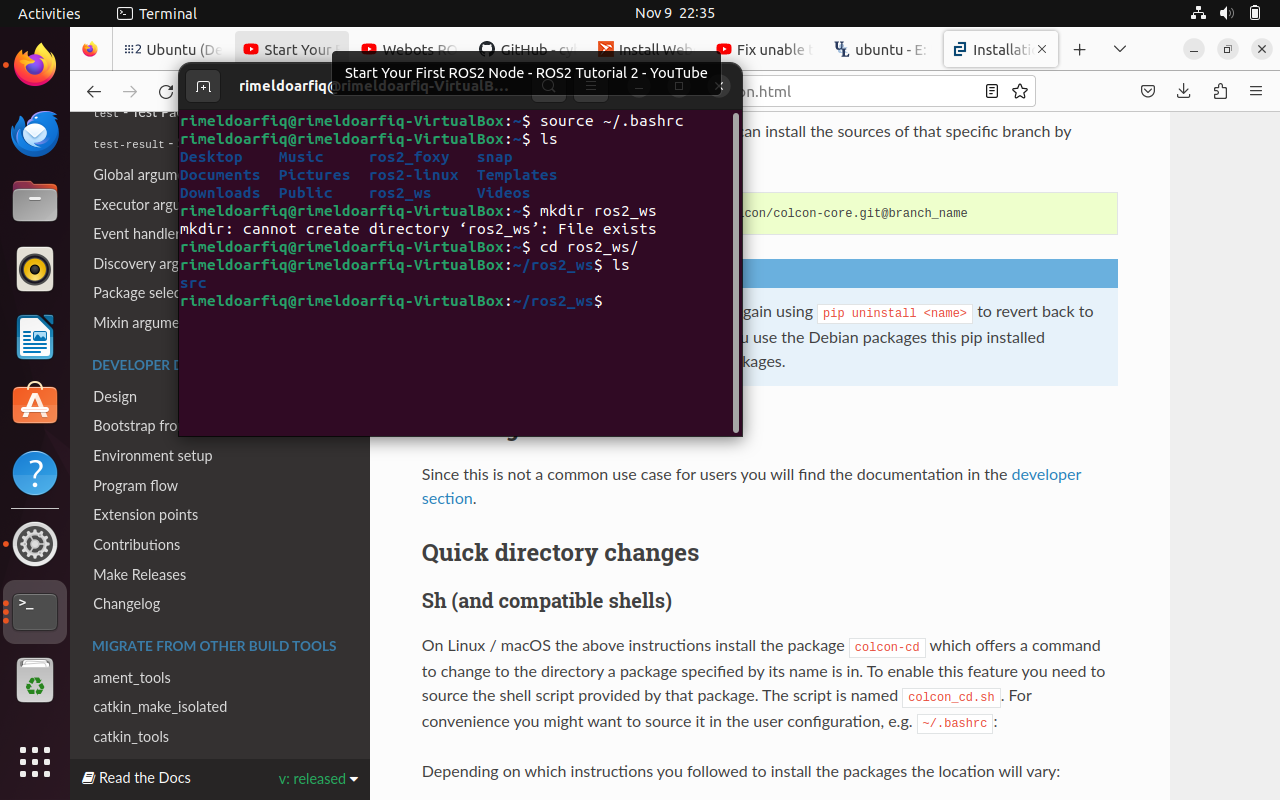 Activities
Terminal
Nov 9 22:35
Ubuntu (De
Start Your
Webots RO
GitHub - cy
Install Web
Fix unable t
ubuntu - E
Installati
Start Your First ROS2 Node - ROS2 Tutorial 2 - YouTube
rimeldoarfiq@rimeldoarfiq-VirtualB...
on.html
rimeldoarfiq@rimeldoarfiq-VirtualBox:~$ source ~/.bashrc
rimeldoarfiq@rimeldoarfiq-VirtualBox:~$ ls
Desktop Music ros2_foxy snap
Documents Pictures ros2-linux Templates
Downloads Public ros2_ws Videos
rimeldoarfiq@rimeldoarfiq-VirtualBox:~$ mkdir ros2_ws
mkdir: cannot create directory ‘ros2_ws’: File exists
rimeldoarfiq@rimeldoarfiq-VirtualBox:~$ cd ros2_ws/
rimeldoarfiq@rimeldoarfiq-VirtualBox:~/ros2_ws$ ls
src
rimeldoarfiq@rimeldoarfiq-VirtualBox:~/ros2_ws$
test - Test Pa
test-result -
Global argum
Executor argu
Event handler
Discovery arg
Package selec
Mixin argume
DEVELOPER D
Design
Bootstrap fro
Environment setup
Program flow
Extension points
Contributions
Make Releases
Changelog
MIGRATE FROM OTHER BUILD TOOLS
ament_tools
catkin_make_isolated
catkin_tools
Read the Docs
v: released
can install the sources of that specific branch by
lcon/colcon-core.git@branch_name
gain using pip uninstall <name> to revert back to
u use the Debian packages this pip installed
kages.
Since this is not a common use case for users you will find the documentation in the developer
section.
Quick directory changes
Sh (and compatible shells)
On Linux / macOS the above instructions install the package colcon-cd which offers a command
to change to the directory a package specified by its name is in. To enable this feature you need to
source the shell script provided by that package. The script is named colcon_cd.sh. For
convenience you might want to source it in the user configuration, e.g. ~/.bashrc:
Depending on which instructions you followed to install the packages the location will vary: